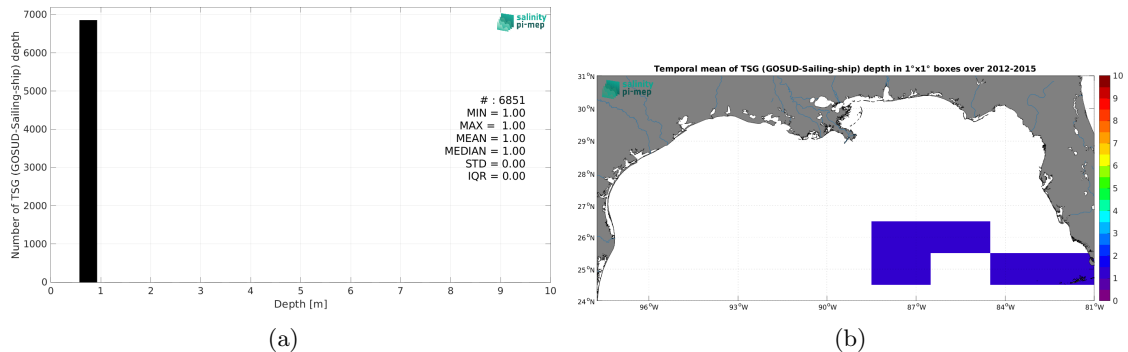 salinity
pi-mep
7000
6000
5000
4000
3000
2000
1000
0
Number of TSG (GOSUD-Sailing-ship) depth
# : 6851
MIN = 1.00
MAX = 1.00
MEAN = 1.00
MEDIAN = 1.00
STD = 0.00
IQR = 0.00
0 1 2 3 4 5 6 7 8 9 10
Depth [m]
(a)
Temporal mean of TSG (GOSUD-Sailing-ship) depth in 1°x1° boxes over 2012-2015
salinity
pi-mep
31°N
30°N
29°N
28°N
27°N
26°N
25°N
24°N
96°W 93°W 90°W 87°W 84°W 81°W
10
9
8
7
6
5
4
3
2
1
0
(b)